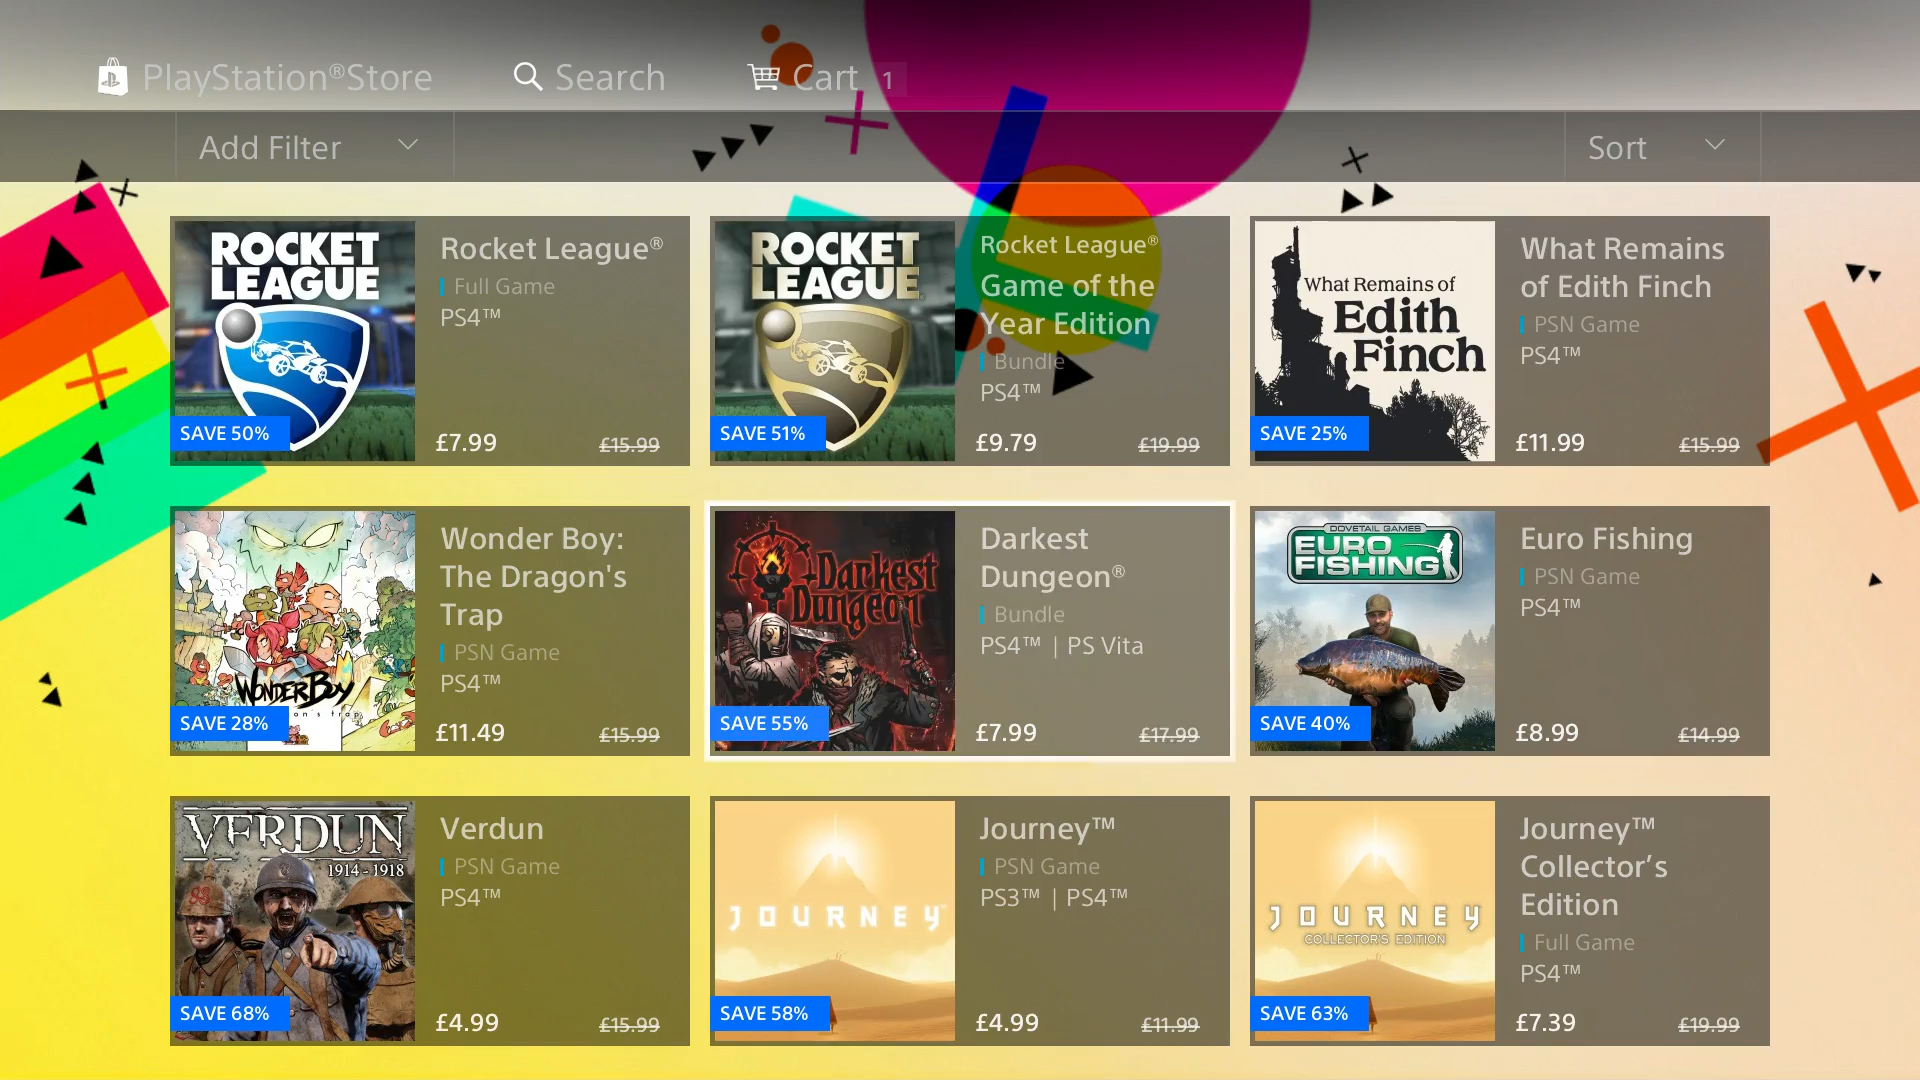 PlayStation®Store
Search
Cart 1
Add Filter
Sort
ROCKET
LEAGUE
SAVE 50%
Rocket League®
Full Game
PS4™
£7.99 £15.99
ROCKET
LEAGUE
SAVE 51%
Rocket League®
Game of the
Year Edition
Bundle
PS4™
£9.79 £19.99
What Remains of
Edith
Finch
SAVE 25%
What Remains
of Edith Finch
PSN Game
PS4™
£11.99 £15.99
WONDER BOY
SAVE 28%
Wonder Boy:
The Dragon's
Trap
PSN Game
PS4™
£11.49 £15.99
Darkest
Dungeon
SAVE 55%
Darkest
Dungeon®
Bundle
PS4™ | PS Vita
£7.99 £17.99
DOVETAIL GAMES
EURO
FISHING
SAVE 40%
Euro Fishing
PSN Game
PS4™
£8.99 £14.99
VERDUN
1914 - 1918
93
SAVE 68%
Verdun
PSN Game
PS4™
£4.99 £15.99
JOURNEY™
SAVE 58%
Journey™
PSN Game
PS3™ | PS4™
£4.99 £11.99
JOURNEY
COLLECTOR'S EDITION
SAVE 63%
Journey™
Collector’s
Edition
Full Game
PS4™
£7.39 £19.99